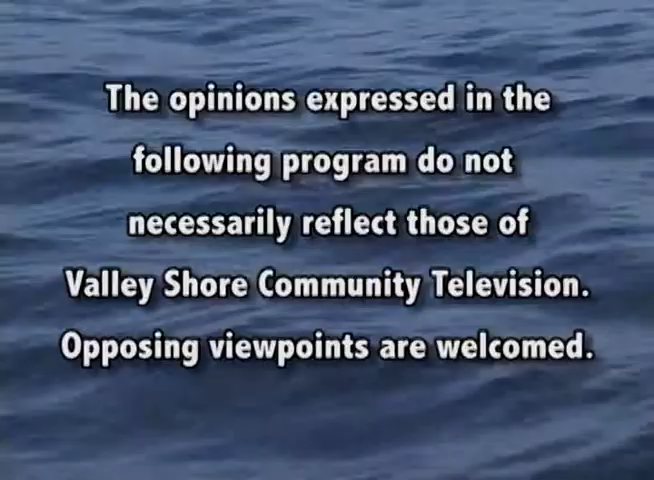 The opinions expressed in the
following program do not
necessarily reflect those of
Valley Shore Community Television.
Opposing viewpoints are welcomed.